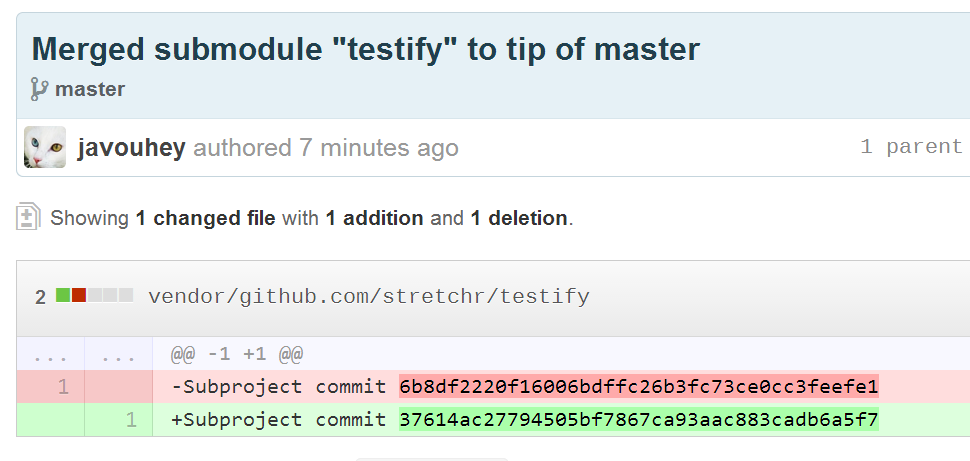 Merged submodule "testify" to tip of master
master
javouhey authored 7 minutes ago 1 parent
Showing 1 changed file with 1 addition and 1 deletion.
2 vendor/github.com/stretchr/testify
... ... @@ -1 +1 @@
1 -Subproject commit 6b8df2220f16006bdffc26b3fc73ce0cc3feefe1
1 +Subproject commit 37614ac27794505bf7867ca93aac883cadb6a5f7